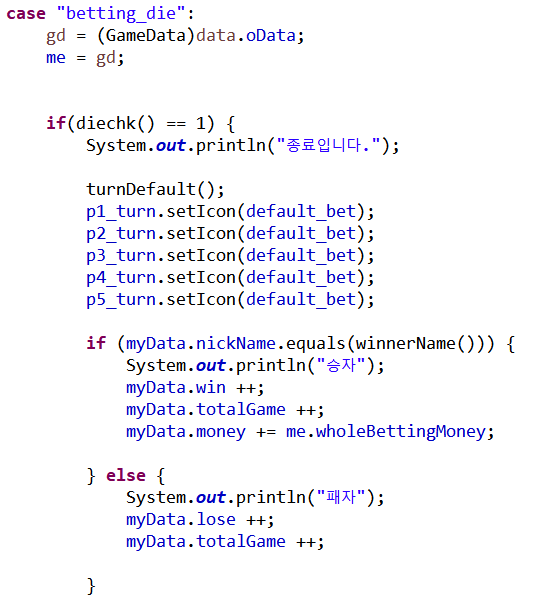 case "betting_die":
gd = (GameData)data.oData;
me = gd;
if(diechk() == 1) {
System.out.println("종료입니다.");
turnDefault();
p1_turn.setIcon(default_bet);
p2_turn.setIcon(default_bet);
p3_turn.setIcon(default_bet);
p4_turn.setIcon(default_bet);
p5_turn.setIcon(default_bet);
if (myData.nickName.equals(winnerName())) {
System.out.println("승자");
myData.win ++;
myData.totalGame ++;
myData.money += me.wholeBettingMoney;
} else {
System.out.println("패자");
myData.lose ++;
myData.totalGame ++;
}